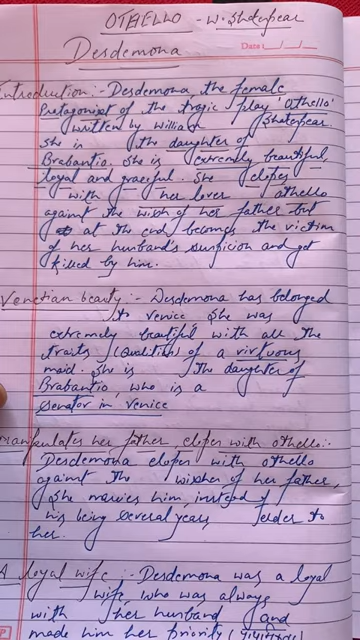 OTHELLO - W. Shakespear
Desdemona
Date: __/__/__
Introduction :- Desdemona, the female
Protagonist of the tragic play 'Othello'
written by William Shakespear.
She is the daughter of
Brabantio. She is extremely beautiful,
loyal and graceful. She elopes
with her lover othello
against the wish of her father but
at the end becomes the victim
of her husband's suspicion and get
killed by him.
Venetian beauty :- Desdemona has belonged
to venice she was
extremely beautiful with all the
traits (Qualities) of a virtuous
maid. She is the daughter of
Brabantio, who is a
senator in venice
manipulates her father, elopes with othello:-
Desdemona elopes with othello
against the wishes of her father,
She marries him, instead of
his being several years elder to
her.
A loyal wife :- Desdemona was a loyal
wife, who was always
with her husband and
made him her priority